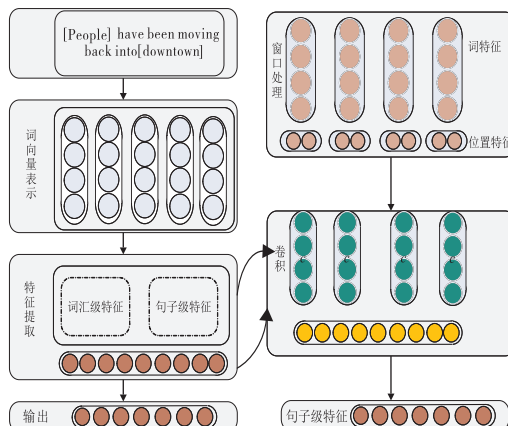 [People] have been moving
back into[downtown]
词向量表示
特征提取
词汇级特征
句子级特征
输出
窗口处理
词特征
位置特征
卷积
句子级特征